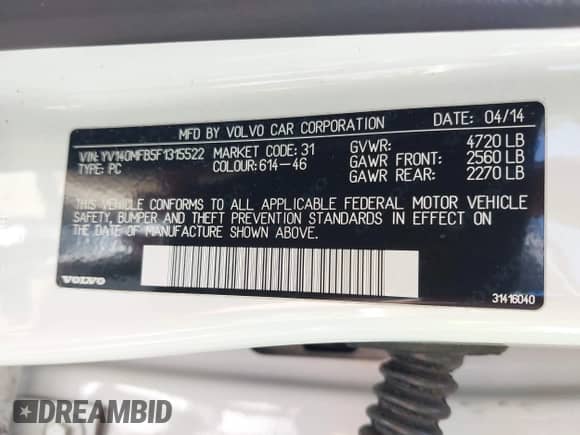 MFD BY VOLVO CAR CORPORATION DATE: 04/14
VIN: YV140MFB5F1315522 MARKET CODE: 31 GVWR: 4720 LB
TYPE: PC COLOUR: 614-46 GAWR FRONT: 2560 LB
GAWR REAR: 2270 LB
THIS VEHICLE CONFORMS TO ALL APPLICABLE FEDERAL MOTOR VEHICLE
SAFETY, BUMPER AND THEFT PREVENTION STANDARDS IN EFFECT ON
THE DATE OF MANUFACTURE SHOWN ABOVE.
VOLVO 31416040
DREAMBID